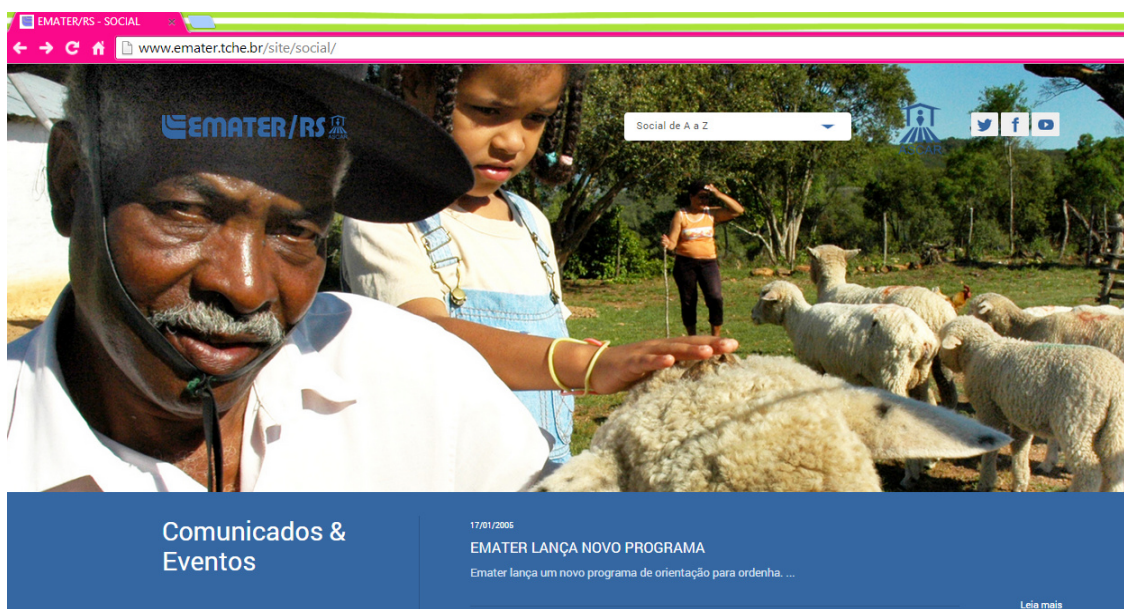 EMATER/RS - SOCIAL
www.emater.tche.br/site/social/
EMATER/RS
Social de A a Z
Comunicados &
Eventos
17/01/2005
EMATER LANÇA NOVO PROGRAMA
Emater lança um novo programa de orientação para ordenha. ...
Leia mais